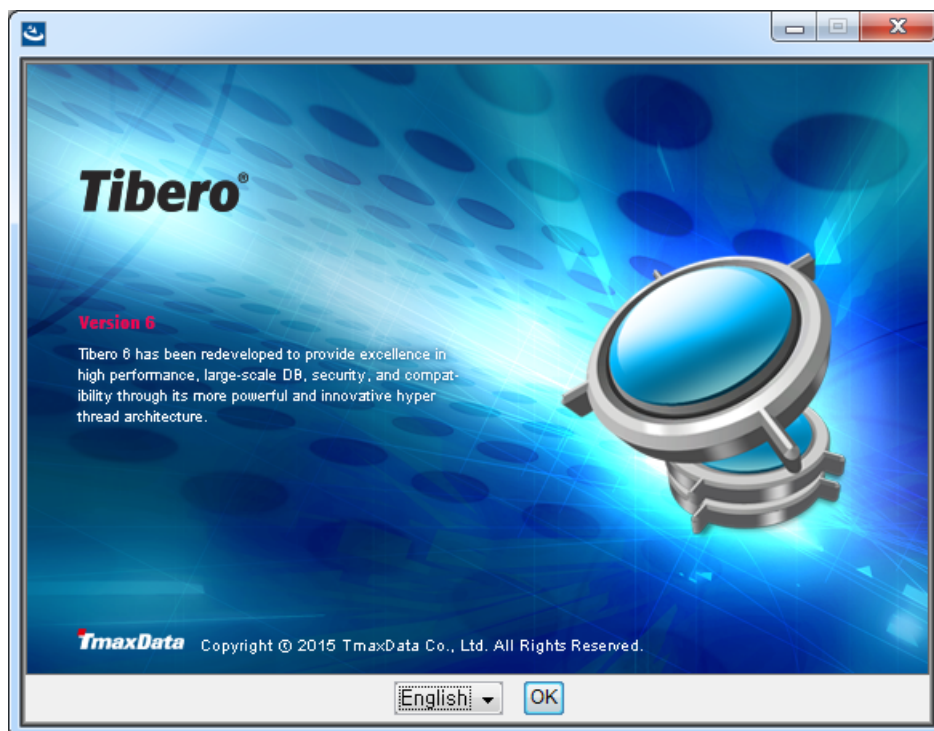 Tibero®
Version 6
Tibero 6 has been redeveloped to provide excellence in
high performance, large-scale DB, security, and compat-
ibility through its more powerful and innovative hyper
thread architecture.
TmaxData Copyright © 2015 TmaxData Co., Ltd. All Rights Reserved.
English OK